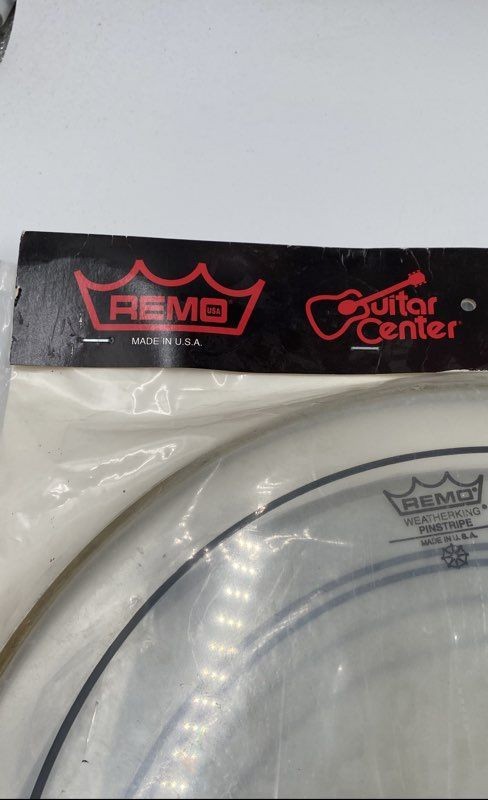 REMO USA
MADE IN U.S.A.
Guitar
Center
REMO
WEATHERKING
PINSTRIPE
MADE IN U.S.A.